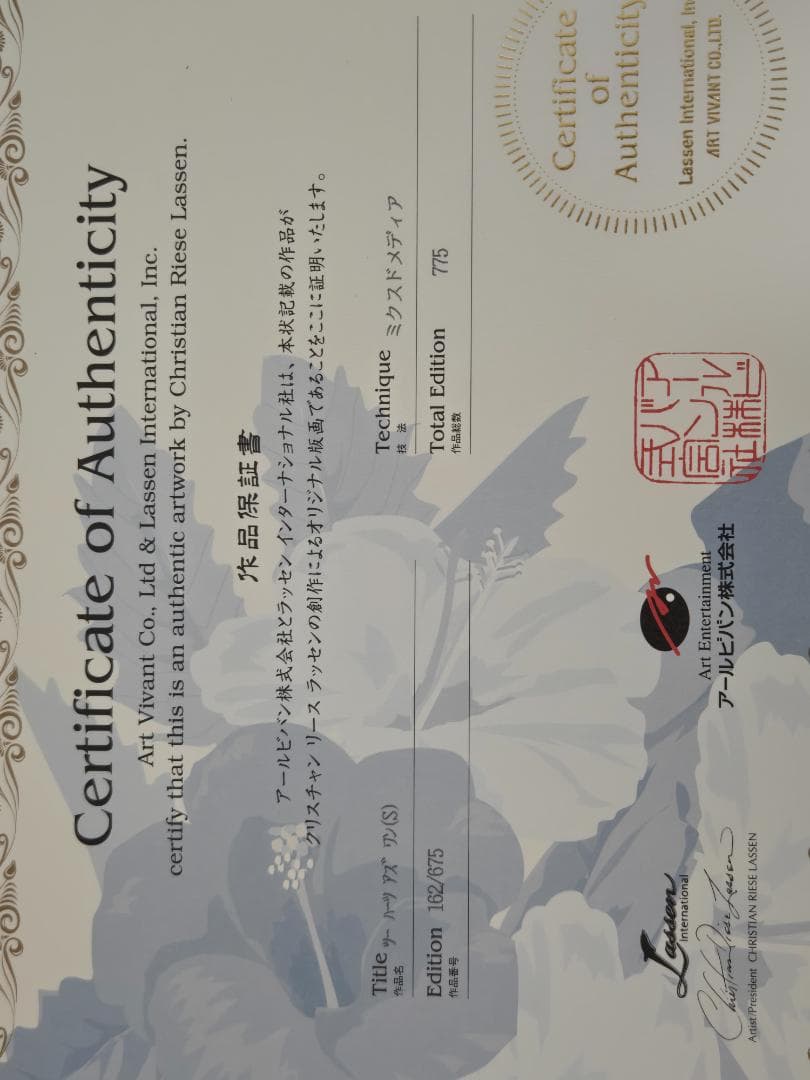 Certificate of Authenticity
Art Vivant Co., Ltd & Lassen International, Inc.
certify that this is an authentic artwork by Christian Riese Lassen.
作品保証書
アールビバン株式会社とラッセン インターナショナル社は、本状記載の作品が
クリスチャン リース ラッセンの創作によるオリジナル版画であることをここに証明いたします。
Title ツー ハーツ アズ ワン(S)
作品名
Technique ミクスドメディア
技 法
Edition 162/675
作品番号
Total Edition 775
作品総数
Lassen
International
Christian Riese Lassen
Artist/President CHRISTIAN RIESE LASSEN
Art Entertainment
アールビバン株式会社
Certificate
of
Authenticity
Lassen International, In
ART VIVANT CO.,LTD.